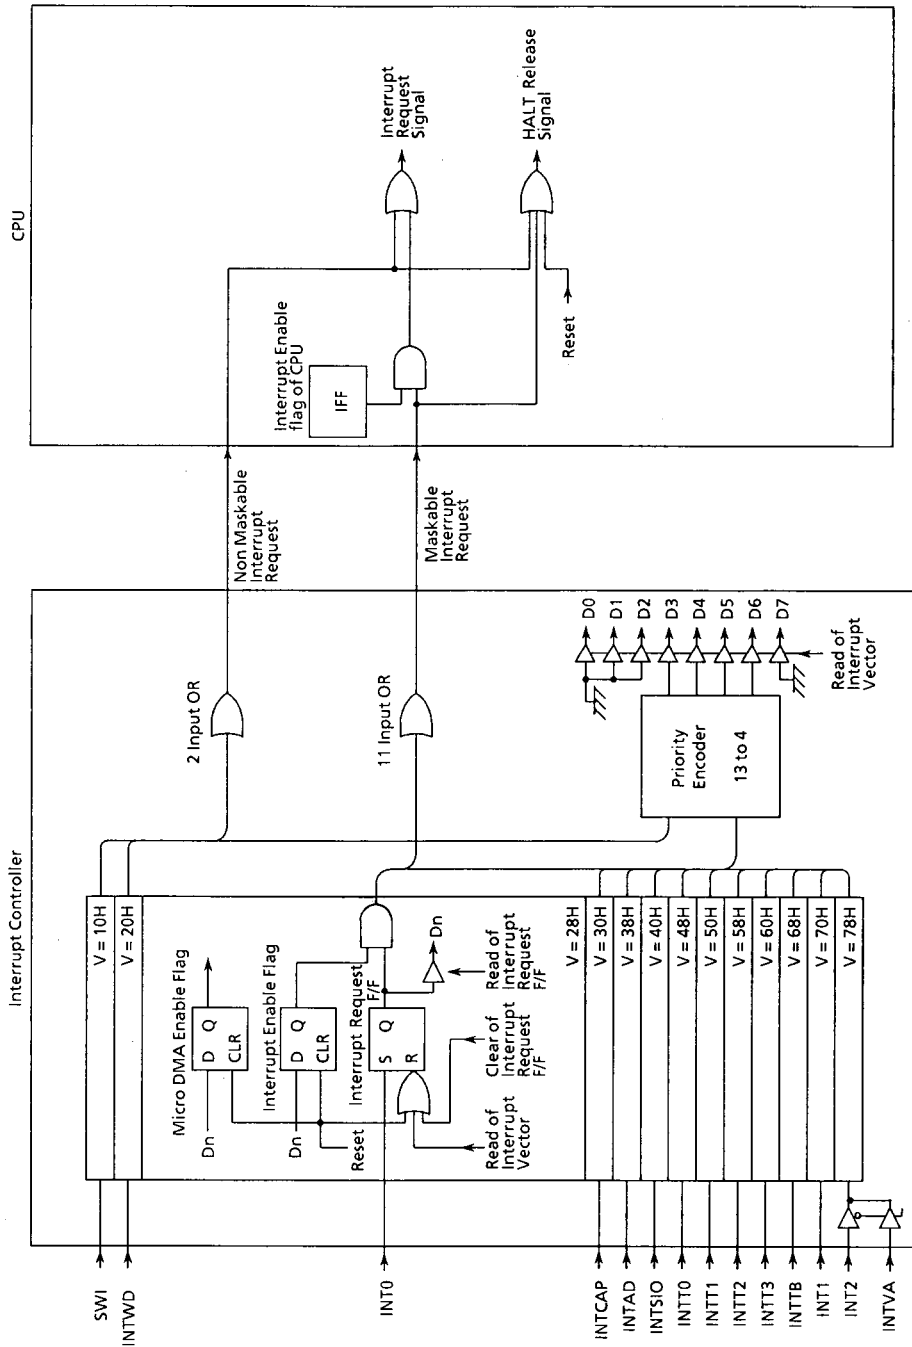 Interrupt Controller
CPU
SWI
INTWD
INT0
INTCAP
INTAD
INTSIO
INTT0
INTT1
INTT2
INTT3
INTTB
INT1
INT2
INTVA
V = 10H
V = 20H
V = 28H
V = 30H
V = 38H
V = 40H
V = 48H
V = 50H
V = 58H
V = 60H
V = 68H
V = 70H
V = 78H
Micro DMA Enable Flag
Dn
D Q
CLR
Interrupt Enable Flag
Dn
D Q
CLR
Reset
Interrupt Request
F/F
S Q
R
Read of
Interrupt
Vector
Clear of
Interrupt
Request
F/F
Read of
Interrupt
Request
F/F
Dn
2 Input OR
11 Input OR
Priority
Encoder
13 to 4
D0
D1
D2
D3
D4
D5
D6
D7
Read of
Interrupt
Vector
Non Maskable
Interrupt
Request
Maskable
Interrupt
Request
Interrupt Enable
flag of CPU
IFF
Reset
Interrupt
Request
Signal
HALT Release
Signal